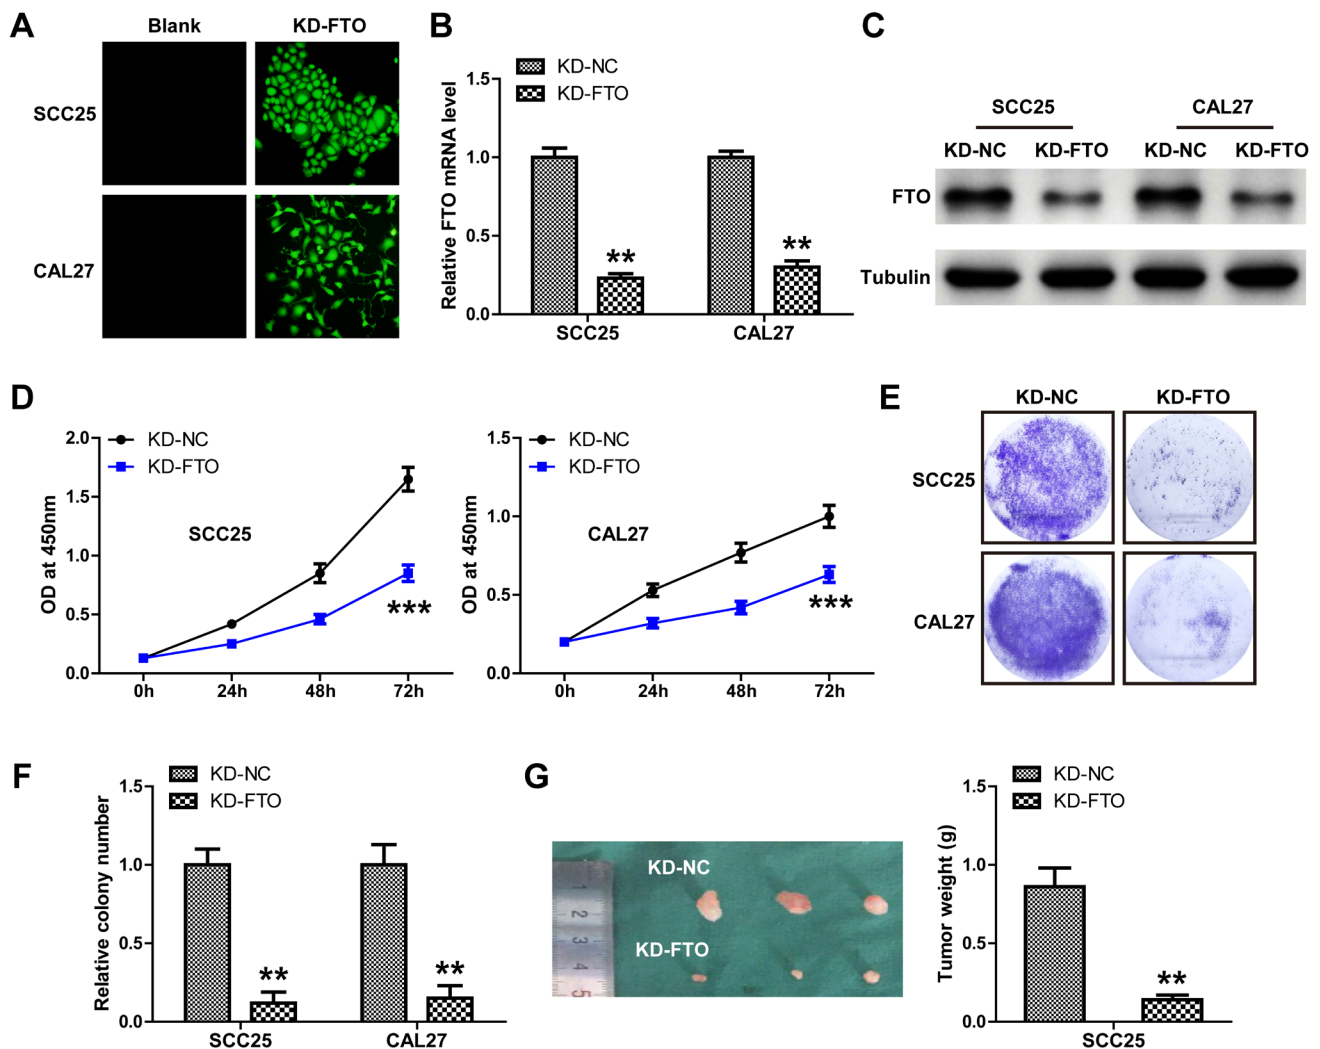 A
Blank
KD-FTO
SCC25
CAL27
B
KD-NC
KD-FTO
Relative FTO mRNA level
1.5
1.0
0.5
0.0
**
**
SCC25
CAL27
C
SCC25
CAL27
KD-NC
KD-FTO
KD-NC
KD-FTO
FTO
Tubulin
D
KD-NC
KD-FTO
OD at 450nm
2.0
1.5
1.0
0.5
0.0
SCC25
***
0h
24h
48h
72h
KD-NC
KD-FTO
OD at 450nm
1.5
1.0
0.5
0.0
CAL27
***
0h
24h
48h
72h
E
KD-NC
KD-FTO
SCC25
CAL27
F
KD-NC
KD-FTO
Relative colony number
1.5
1.0
0.5
0.0
**
**
SCC25
CAL27
G
KD-NC
KD-FTO
1
2
3
4
5
KD-NC
KD-FTO
Tumor weight (g)
1.5
1.0
0.5
0.0
**
SCC25